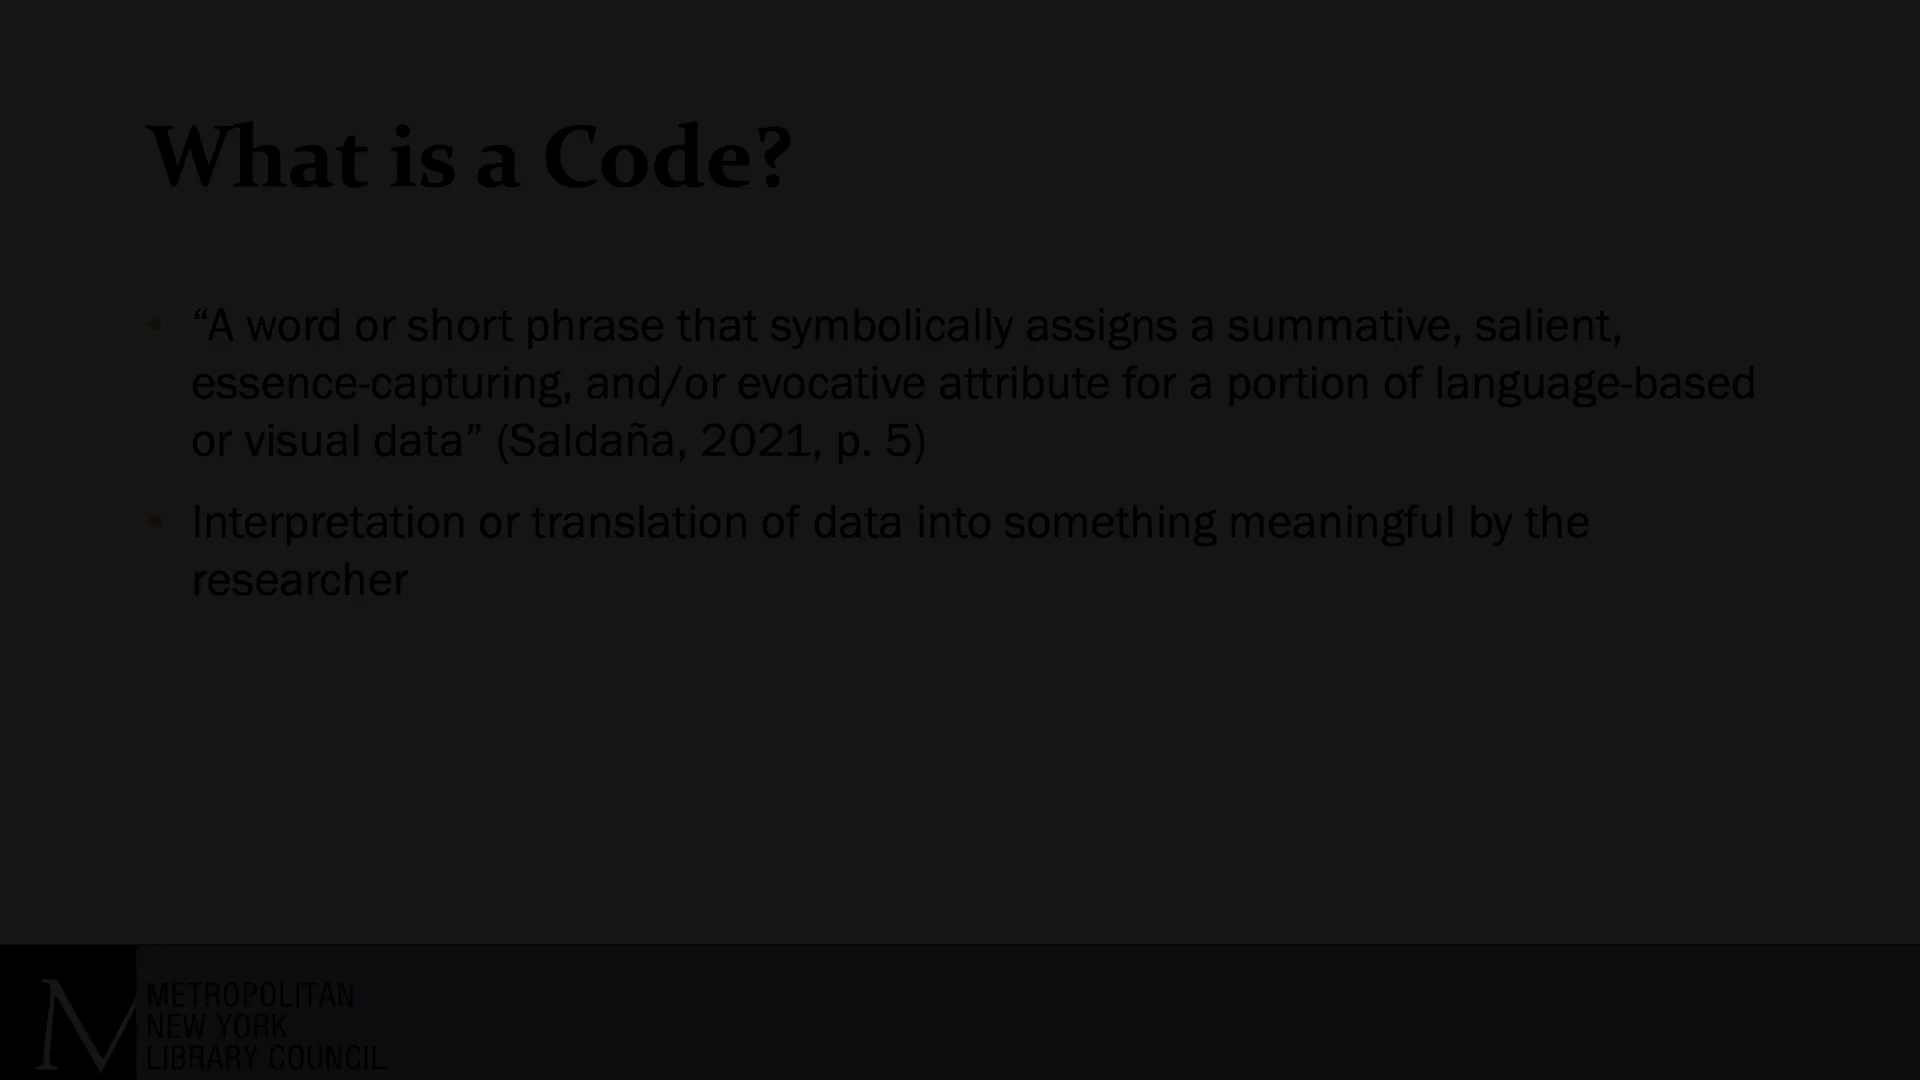 What is a Code?
• “A word or short phrase that symbolically assigns a summative, salient,
essence-capturing, and/or evocative attribute for a portion of language-based
or visual data” (Saldaña, 2021, p. 5)
• Interpretation or translation of data into something meaningful by the
researcher
M
METROPOLITAN
NEW YORK
LIBRARY COUNCIL